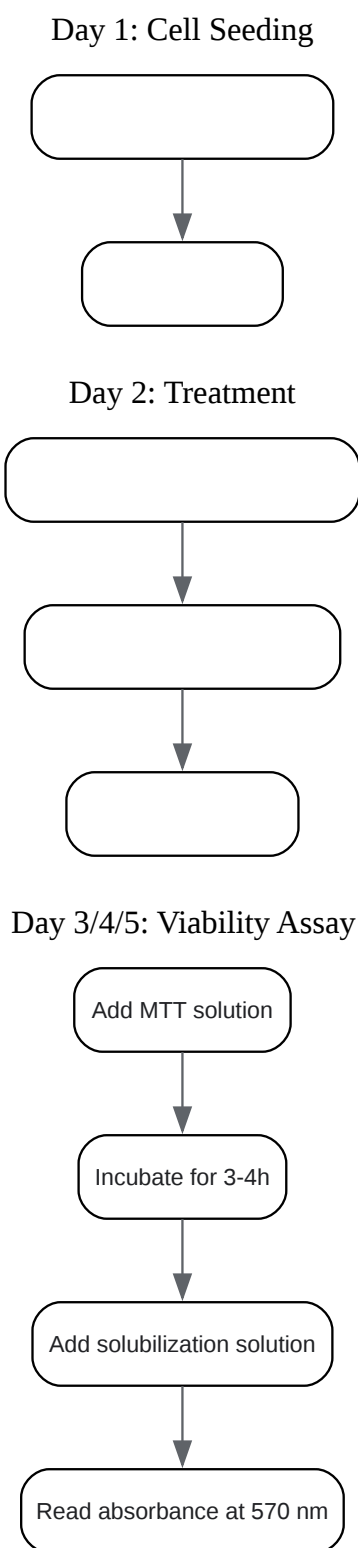 Day 1: Cell Seeding
Day 2: Treatment
Day 3/4/5: Viability Assay
Add MTT solution
Incubate for 3-4h
Add solubilization solution
Read absorbance at 570 nm